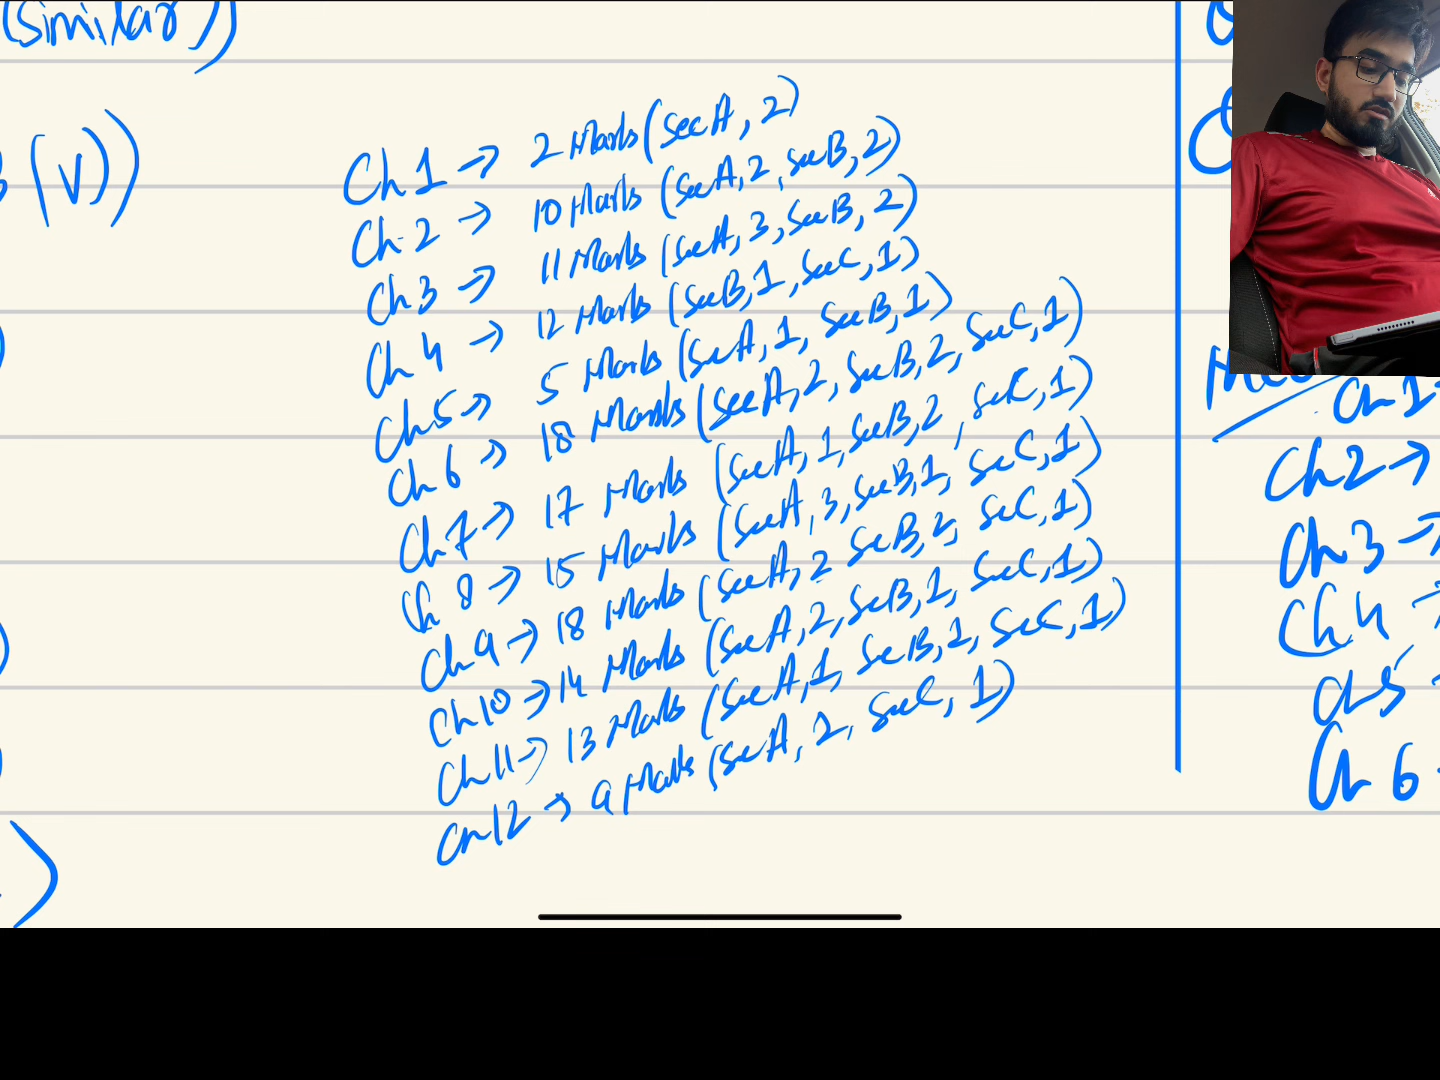 (similar))
(V))
Ch 1 → 2 Marks (SecA, 2)
Ch 2 → 10 Marks (SecA, 2, SecB, 2)
Ch 3 → 11 Marks (SecA, 3, SecB, 2)
Ch 4 → 12 Marks (SecB, 1, SecC, 1)
Ch 5 → 5 Marks (SecA, 1, SecB, 1)
Ch 6 → 18 Marks (SecA, 2, SecB, 2, SecC, 1)
Ch 7 → 17 Marks (SecA, 1, SecB, 2, SecC, 1)
Ch 8 → 15 Marks (SecA, 3, SecB, 1, SecC, 1)
Ch 9 → 18 Marks (SecA, 2 SecB, 2, SecC, 1)
Ch 10 → 14 Marks (SecA, 2, SecB, 1, SecC, 1)
Ch 11 → 13 Marks (SecA, 1, SecB, 1, SecC, 1)
Ch 12 → 9 Marks (SecA, 2, SecC, 1)
Ch 1
Ch 2 →
Ch 3 →
Ch 4 →
Ch 5
Ch 6